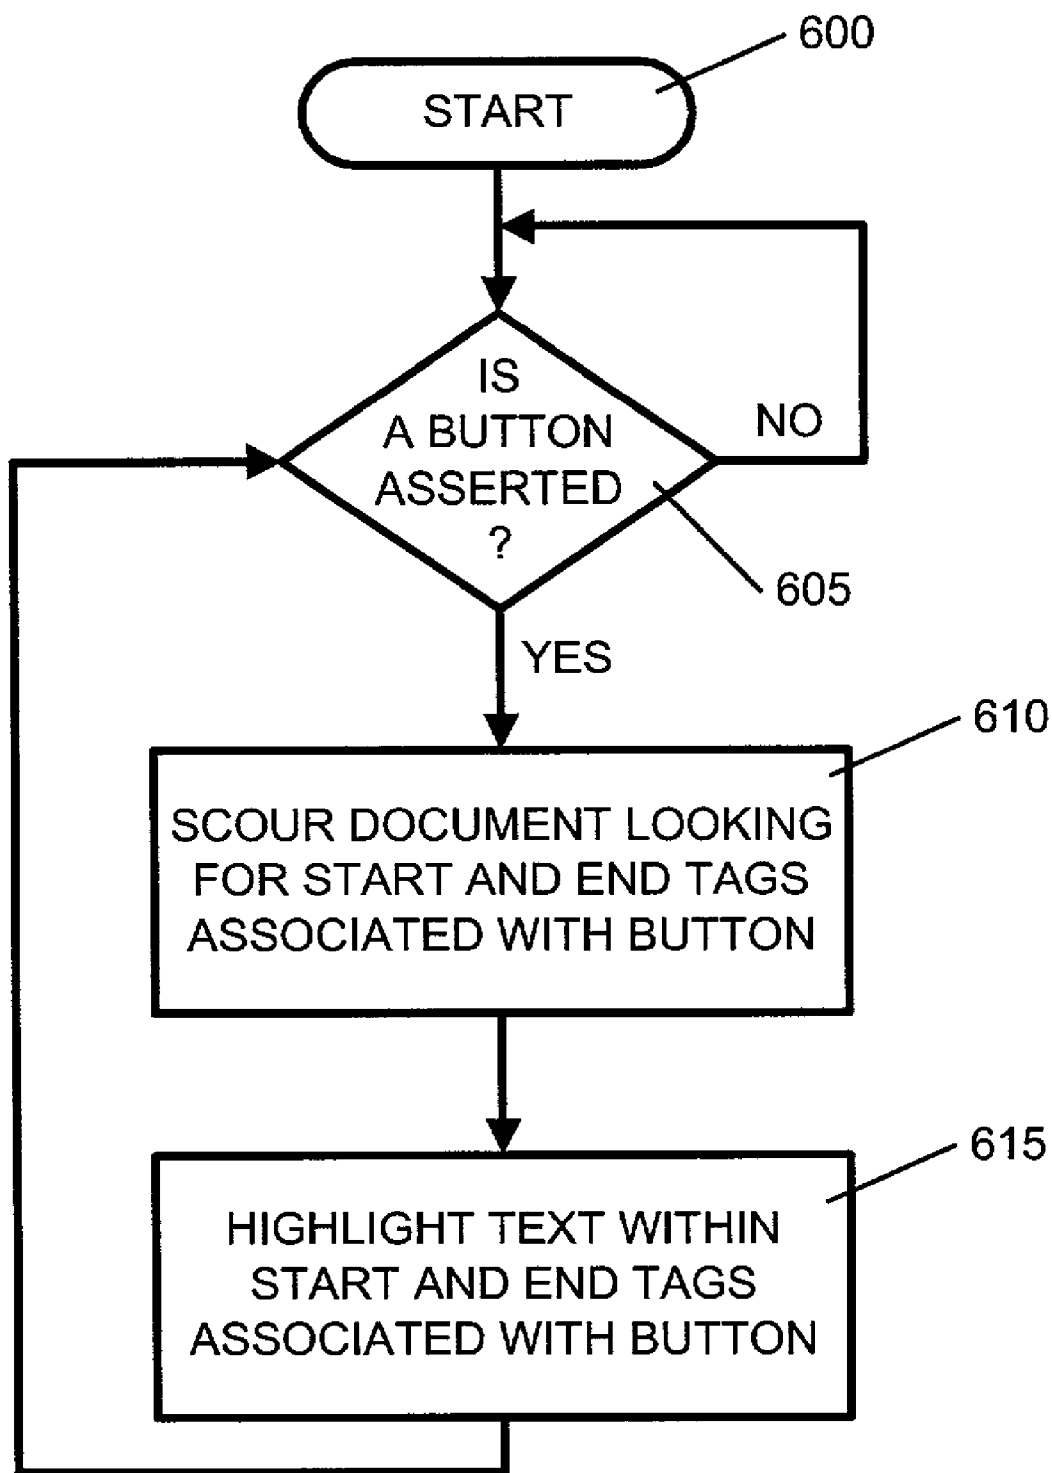 600
START
IS
A BUTTON
ASSERTED
?
NO
605
YES
610
SCOUR DOCUMENT LOOKING
FOR START AND END TAGS
ASSOCIATED WITH BUTTON
615
HIGHLIGHT TEXT WITHIN
START AND END TAGS
ASSOCIATED WITH BUTTON